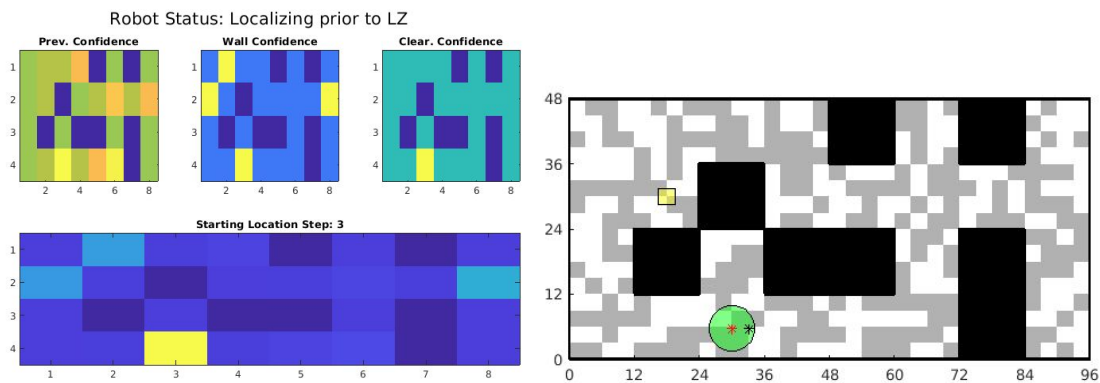 Robot Status: Localizing prior to LZ
Prev. Confidence
Wall Confidence
Clear. Confidence
1
2
3
4
2 4 6 8
1
2
3
4
2 4 6 8
1
2
3
4
2 4 6 8
Starting Location Step: 3
1
2
3
4
1 2 3 4 5 6 7 8
48
36
24
12
0
0 12 24 36 48 60 72 84 96